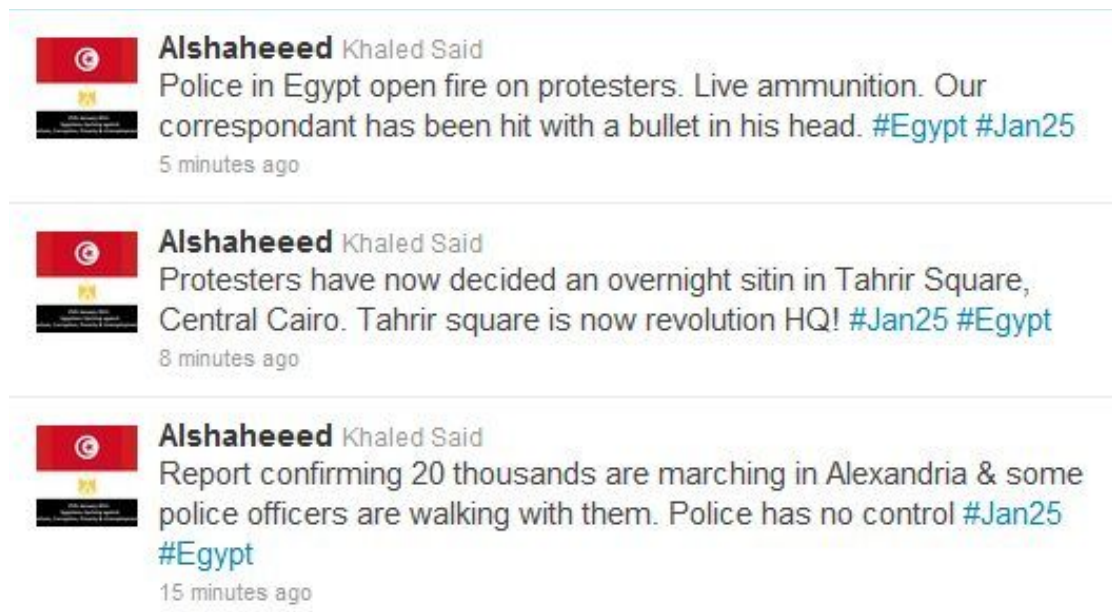 Alshaheeed Khaled Said
Police in Egypt open fire on protesters. Live ammunition. Our
correspondant has been hit with a bullet in his head. #Egypt #Jan25
5 minutes ago
Alshaheeed Khaled Said
Protesters have now decided an overnight sitin in Tahrir Square,
Central Cairo. Tahrir square is now revolution HQ! #Jan25 #Egypt
8 minutes ago
Alshaheeed Khaled Said
Report confirming 20 thousands are marching in Alexandria & some
police officers are walking with them. Police has no control #Jan25
#Egypt
15 minutes ago